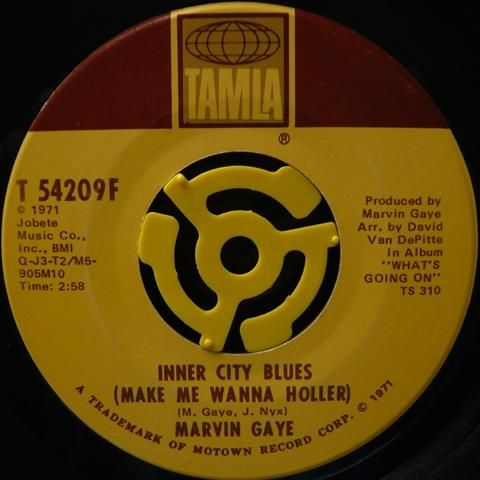 TAMLA
®
T 54209F
© 1971
Jobete
Music Co.,
Inc., BMI
Q-J3-T2/M5-
905M10
Time: 2:58
Produced by
Marvin Gaye
Arr. by David
Van DePitte
In Album
"WHAT'S
GOING ON"
TS 310
INNER CITY BLUES
(MAKE ME WANNA HOLLER)
(M. Gaye, J. Nyx)
MARVIN GAYE
A TRADEMARK OF MOTOWN RECORD CORP. © 1971